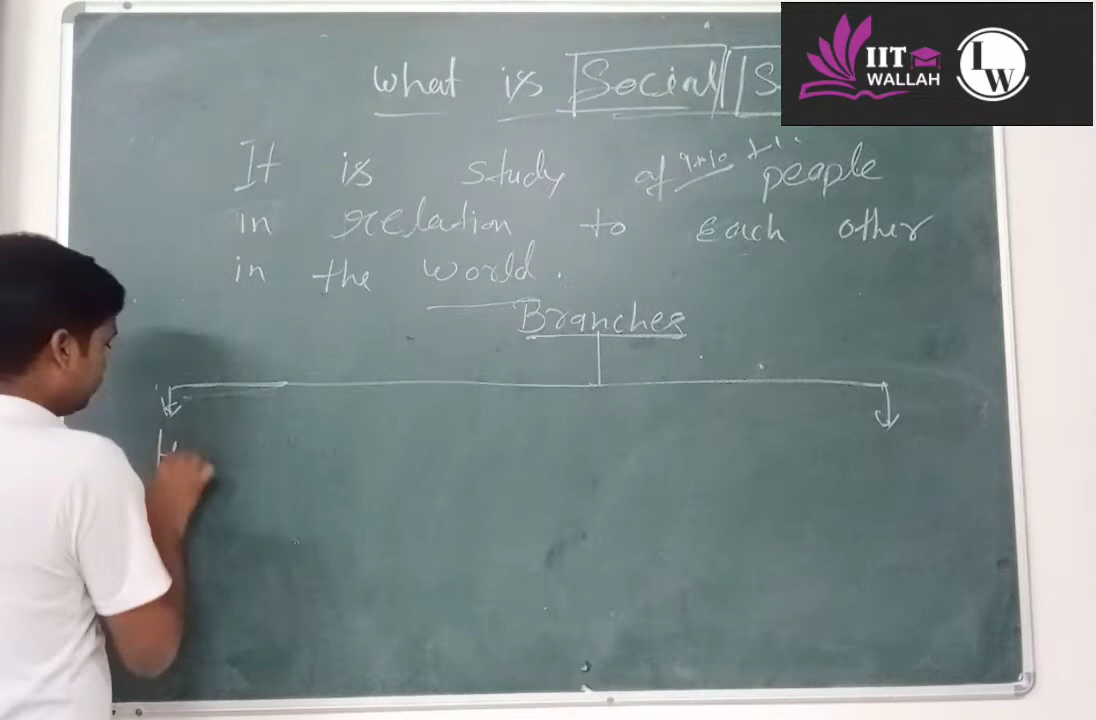 what is Social S
IIT WALLAH LW
It is study of people
in relation to Each other
in the world.
Branches
H